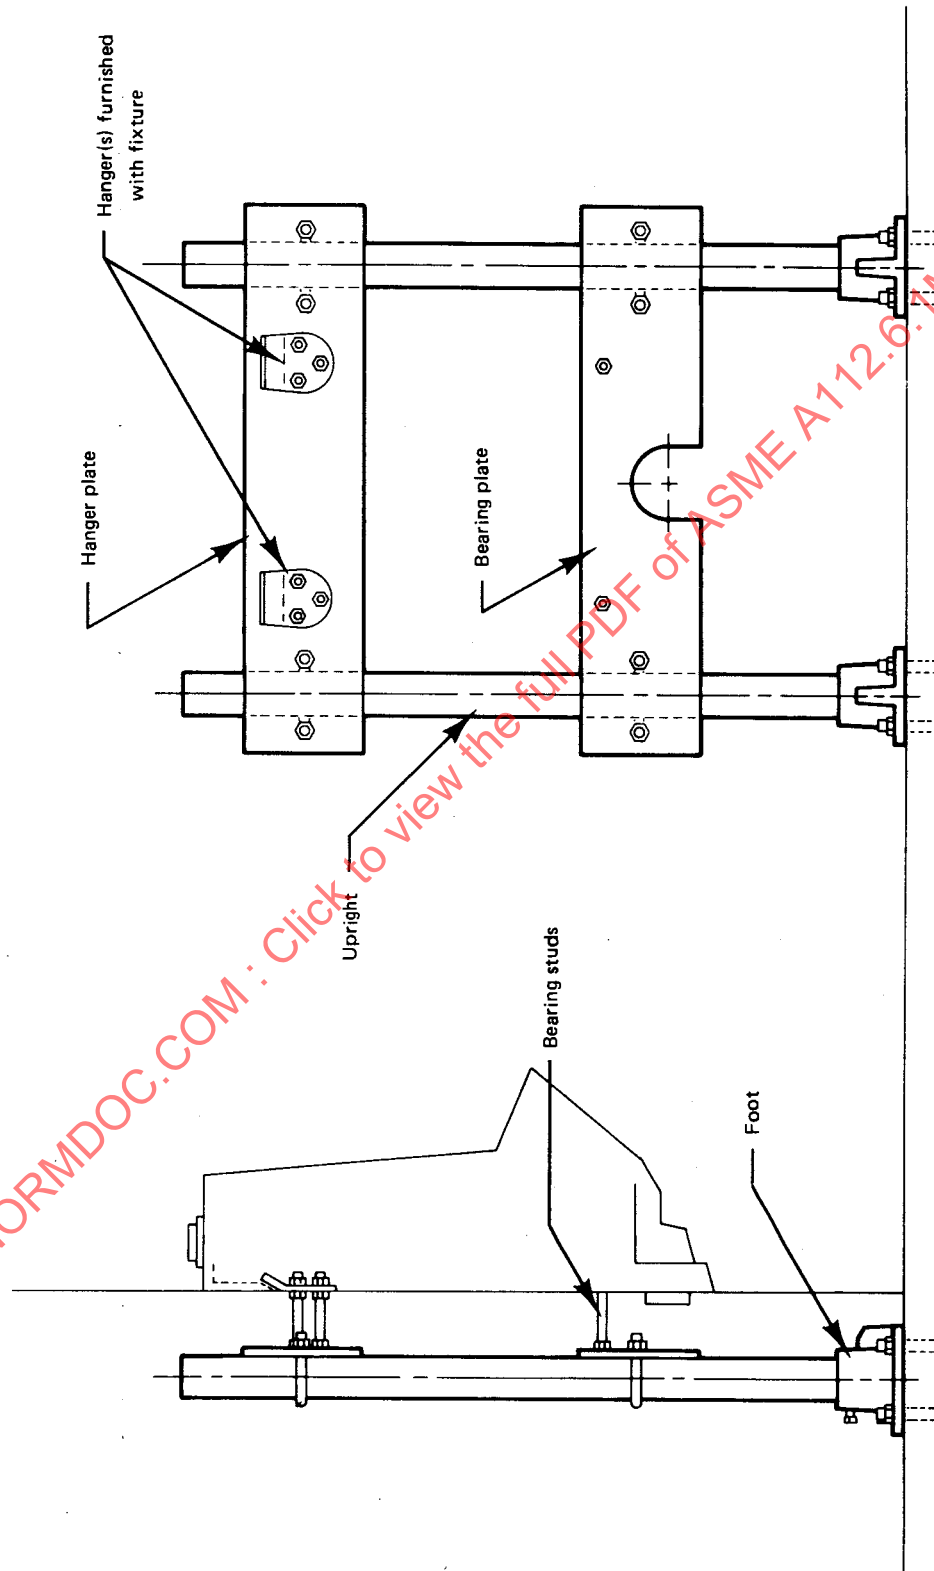 Hanger(s) furnished
with fixture
Hanger plate
Bearing plate
Upright
Bearing studs
Foot
ORMDOC.COM : Click to view the full PDF of ASME A112.6.1M